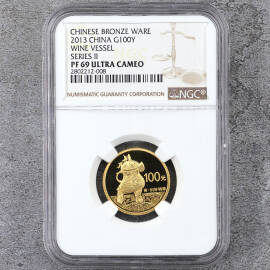 CHINESE BRONZE WARE
2013 CHINA G100Y
WINE VESSEL
SERIES II
PF 69 ULTRA CAMEO
2802212-008
NUMISMATIC GUARANTY CORPORATION
NGC
100元